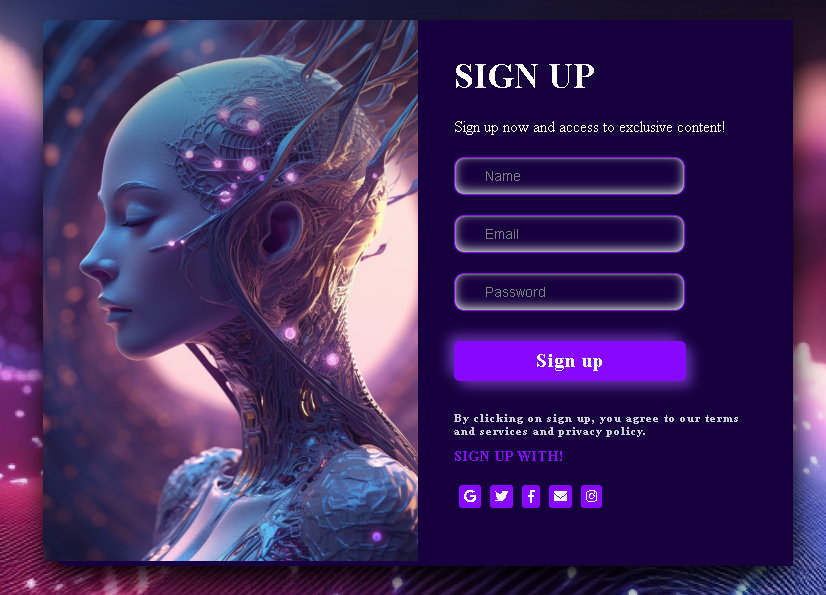 SIGN UP
Sign up now and access to exclusive content!
Name
Email
Password
Sign up
By clicking on sign up, you agree to our terms
and services and privacy policy.
SIGN UP WITH!